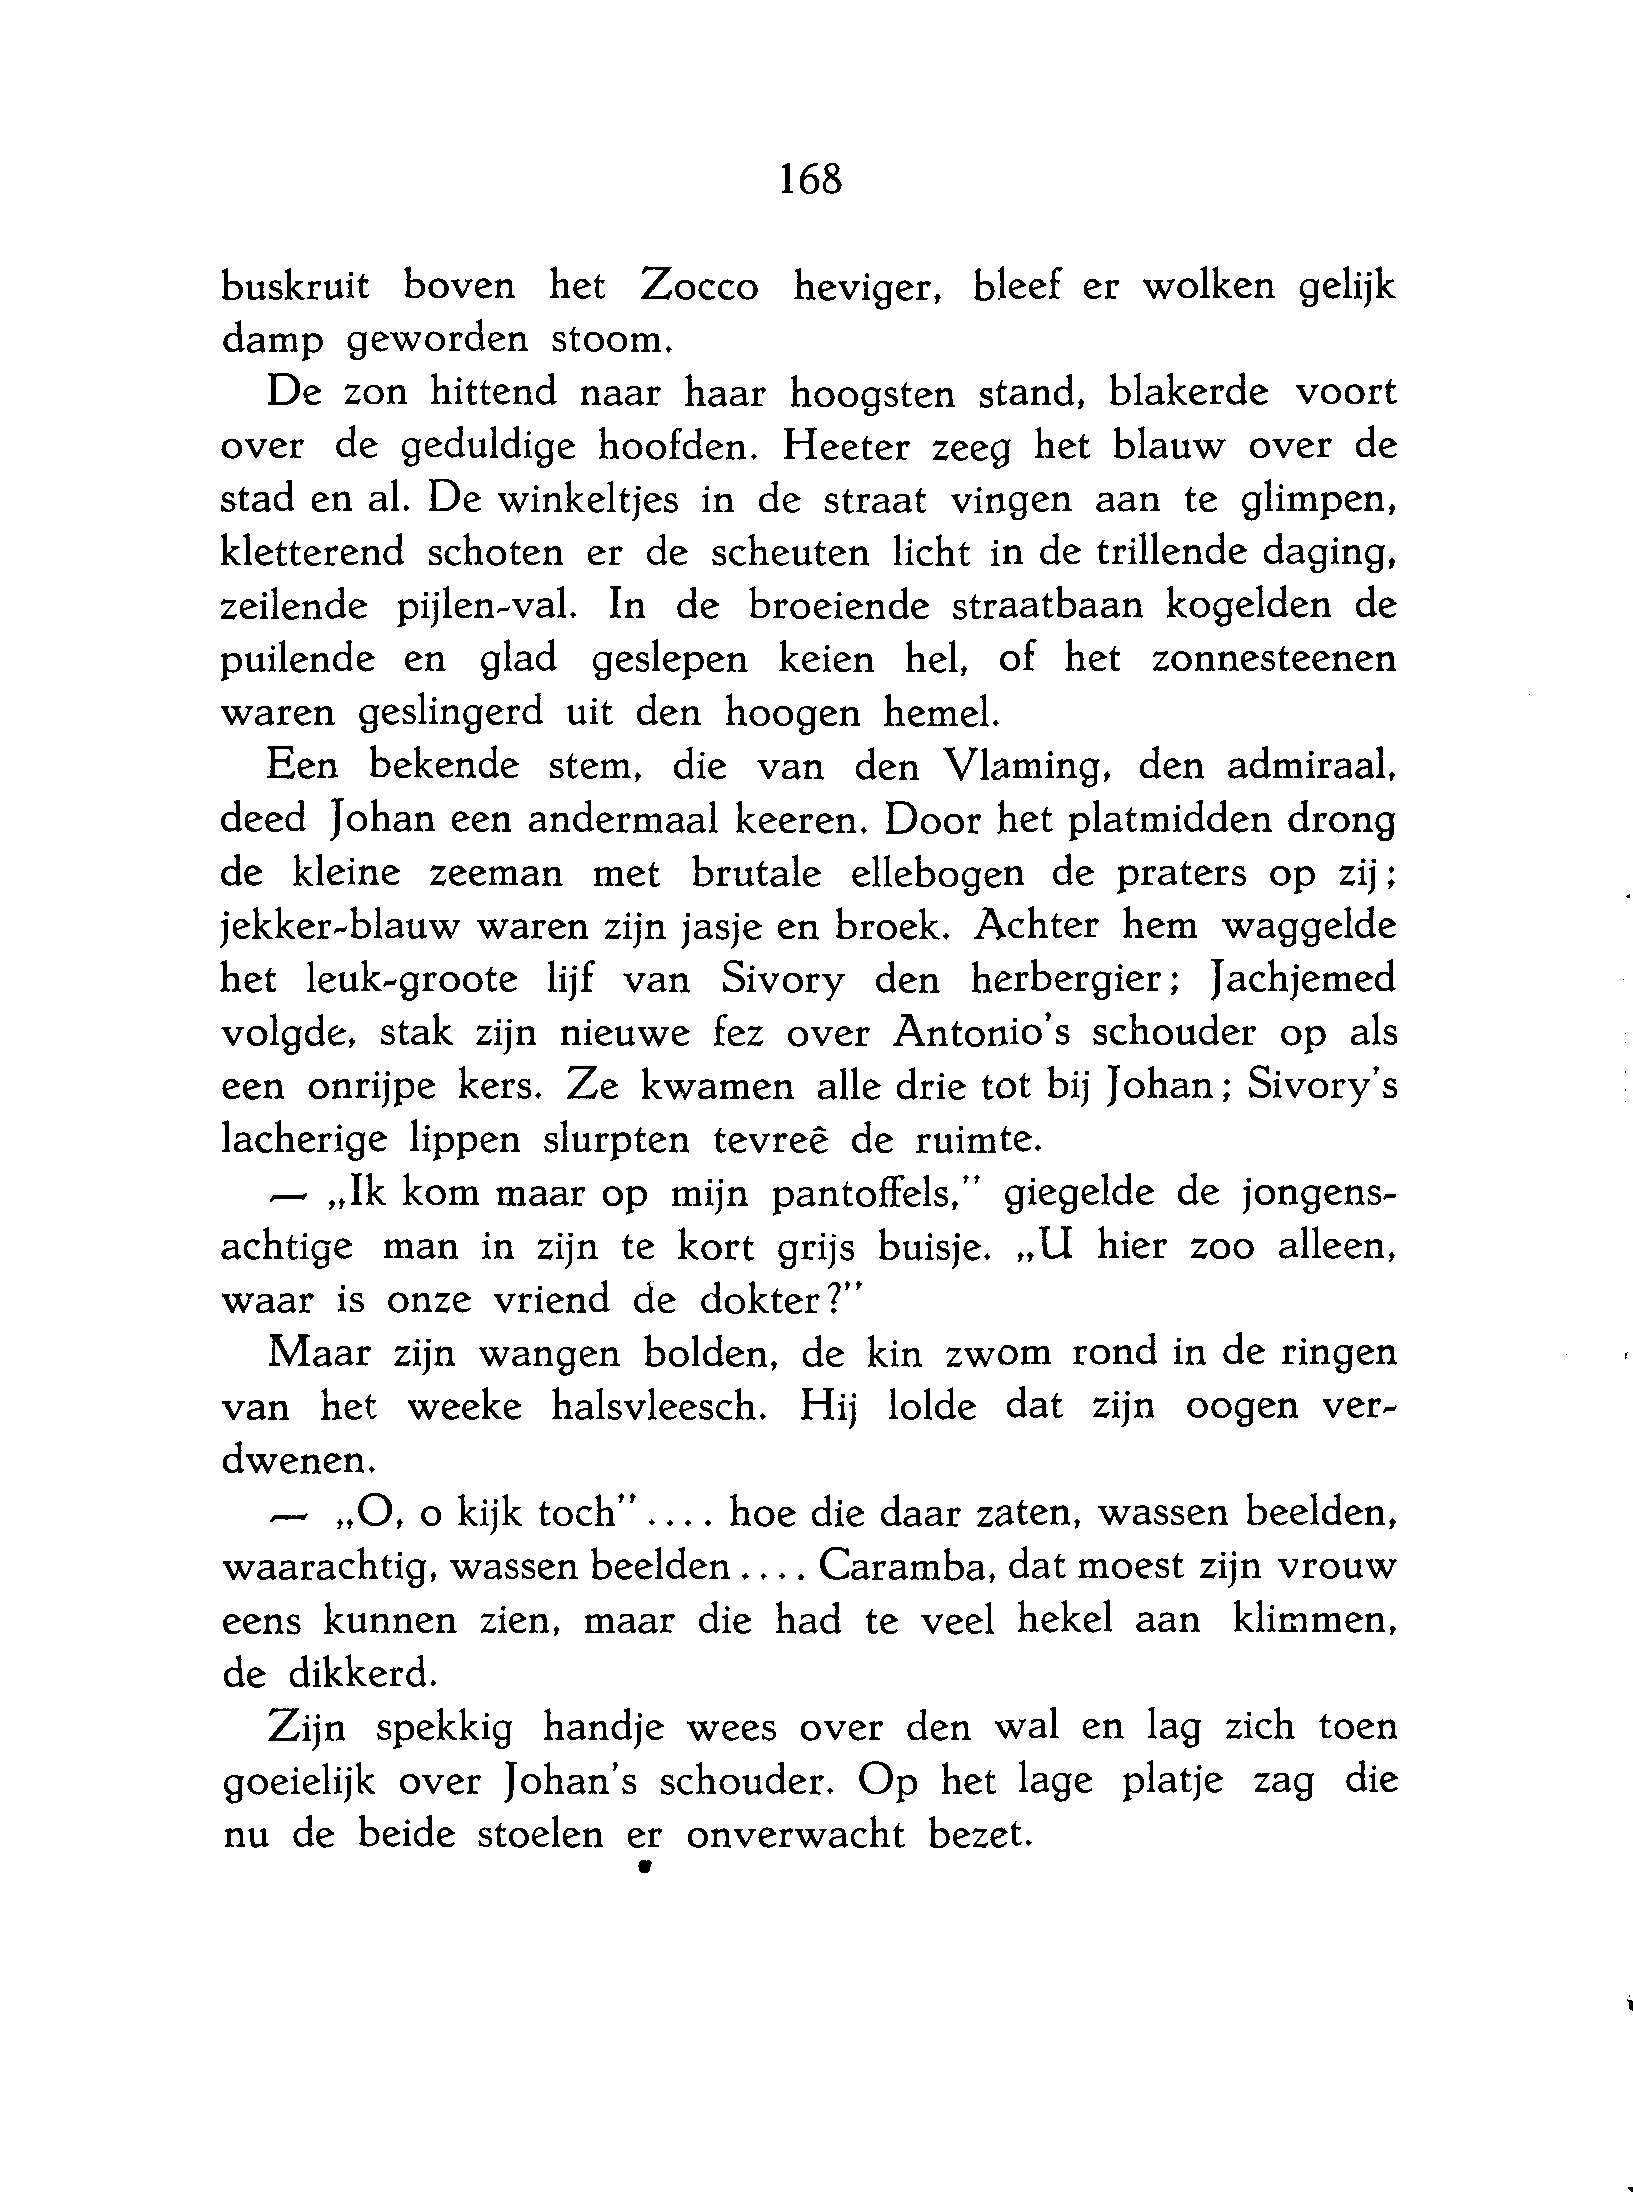 168
buskruit boven het Zocco heviger, bleef er wolken gelijk
damp geworden stoom.
De zon hittend naar haar hoogsten stand, blakerde voort
over de geduldige hoofden. Heeter zeeg het blauw over de
stad en al. De winkeltjes in de straat vingen aan te glimpen,
kletterend schoten er de scheuten licht in de trillende daging,
zeilende pijlen-val. In de broeiende straatbaan kogelden de
puilende en glad geslepen keien hel, of het zonnesteenen
waren geslingerd uit den hoogen hemel.
Een bekende stem, die van den Vlaming, den admiraal,
deed Johan een andermaal keeren. Door het platmidden drong
de kleine zeeman met brutale ellebogen de praters op zij;
jekker-blauw waren zijn jasje en broek. Achter hem waggelde
het leuk-groote lijf van Sivory den herbergier; Jachjemed
volgde, stak zijn nieuwe fez over Antonio's schouder op als
een onrijpe kers. Ze kwamen alle drie tot bij Johan; Sivory's
lacherige lippen slurpten tevreê de ruimte.
— „Ik kom maar op mijn pantoffels,” giegelde de jongens-
achtige man in zijn te kort grijs buisje. „U hier zoo alleen,
waar is onze vriend de dokter?”
Maar zijn wangen bolden, de kin zwom rond in de ringen
van het weeke halsvleesch. Hij lolde dat zijn oogen ver-
dwenen.
— „O, o kijk toch”.... hoe die daar zaten, wassen beelden,
waarachtig, wassen beelden.... Caramba, dat moest zijn vrouw
eens kunnen zien, maar die had te veel hekel aan klimmen,
de dikkerd.
Zijn spekkig handje wees over den wal en lag zich toen
goeielijk over Johan's schouder. Op het lage platje zag die
nu de beide stoelen er onverwacht bezet.